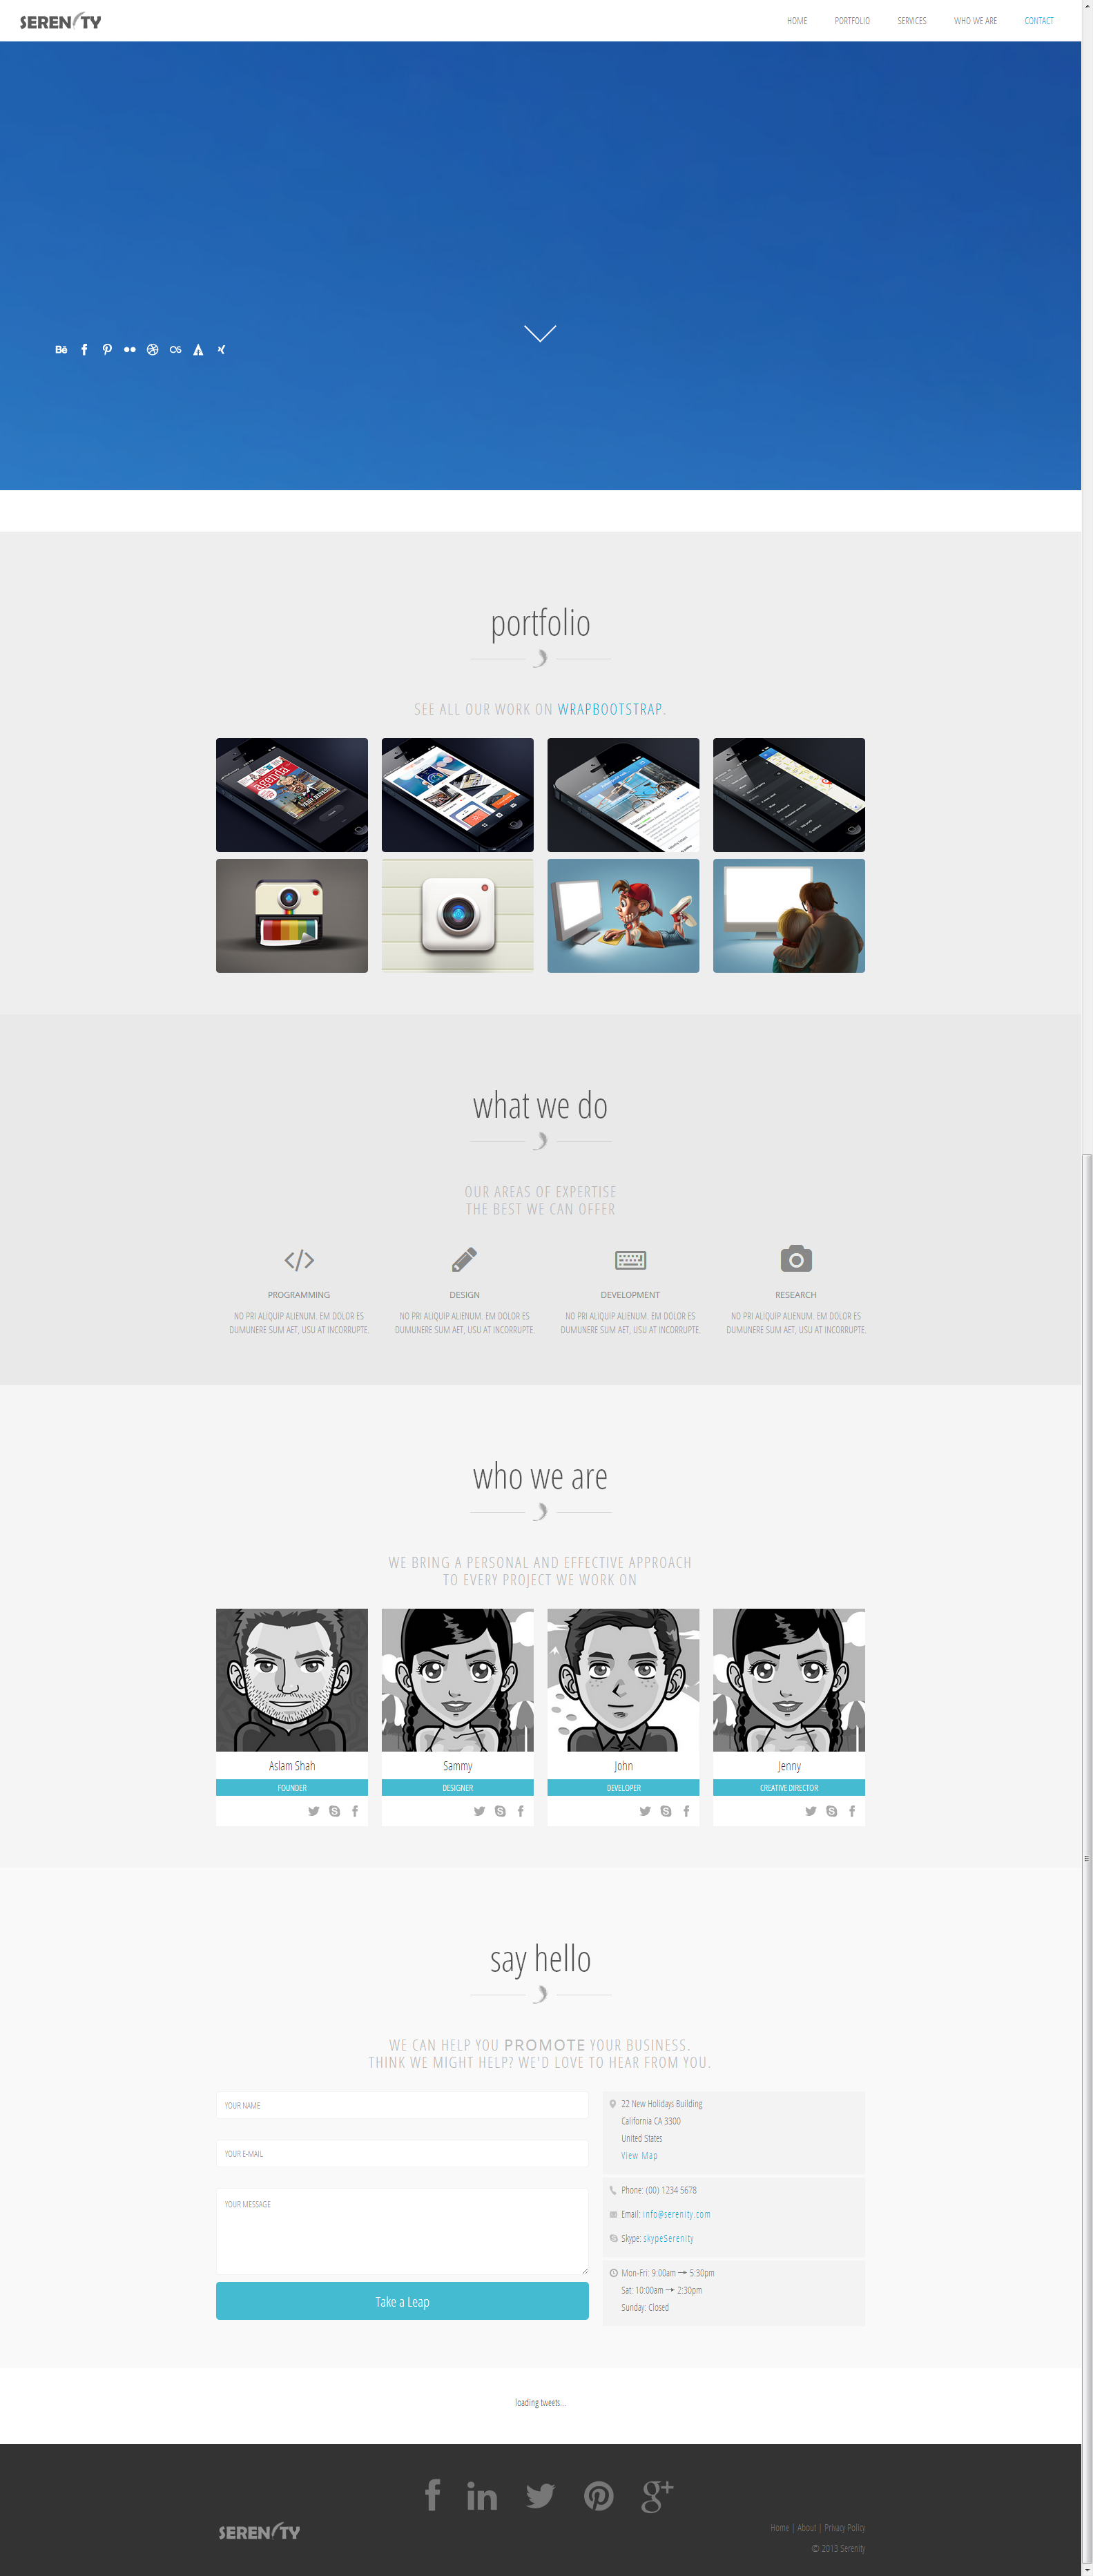 SERENITY
HOME PORTFOLIO SERVICES WHO WE ARE CONTACT
portfolio
SEE ALL OUR WORK ON WRAPBOOTSTRAP.
agenda
what we do
OUR AREAS OF EXPERTISE
THE BEST WE CAN OFFER
PROGRAMMING
NO PRI ALIQUIP ALIENUM. EM DOLOR ES
DUMUNERE SUM AET, USU AT INCORRUPTE.
DESIGN
NO PRI ALIQUIP ALIENUM. EM DOLOR ES
DUMUNERE SUM AET, USU AT INCORRUPTE.
DEVELOPMENT
NO PRI ALIQUIP ALIENUM. EM DOLOR ES
DUMUNERE SUM AET, USU AT INCORRUPTE.
RESEARCH
NO PRI ALIQUIP ALIENUM. EM DOLOR ES
DUMUNERE SUM AET, USU AT INCORRUPTE.
who we are
WE BRING A PERSONAL AND EFFECTIVE APPROACH
TO EVERY PROJECT WE WORK ON
Aslam Shah
FOUNDER
Sammy
DESIGNER
John
DEVELOPER
Jenny
CREATIVE DIRECTOR
say hello
WE CAN HELP YOU PROMOTE YOUR BUSINESS.
THINK WE MIGHT HELP? WE'D LOVE TO HEAR FROM YOU.
YOUR NAME
YOUR E-MAIL
YOUR MESSAGE
Take a Leap
22 New Holidays Building
California CA 3300
United States
View Map
Phone: (00) 1234 5678
Email: info@serenity.com
Skype: skypeSerenity
Mon-Fri: 9:00am → 5:30pm
Sat: 10:00am → 2:30pm
Sunday: Closed
loading tweets...
SERENITY
Home | About | Privacy Policy
© 2013 Serenity